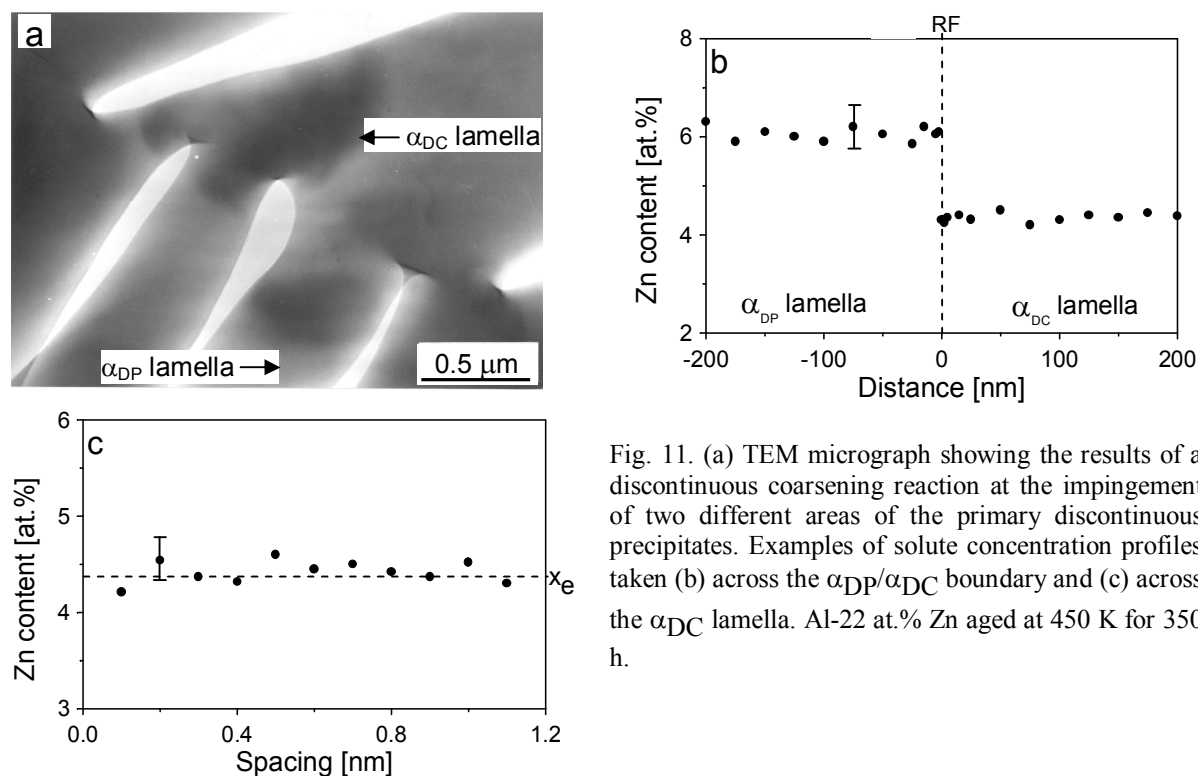 a
α_DC lamella
α_DP lamella
0.5 μm
RF
b
8
6
4
2
Zn content [at.%]
α_DP lamella
α_DC lamella
-200 -100 0 100 200
Distance [nm]
c
6
5
4
3
Zn content [at.%]
x_e
0.0 0.4 0.8 1.2
Spacing [nm]
Fig. 11. (a) TEM micrograph showing the results of a
discontinuous coarsening reaction at the impingement
of two different areas of the primary discontinuous
precipitates. Examples of solute concentration profiles
taken (b) across the α_DP/α_DC boundary and (c) across
the α_DC lamella. Al-22 at.% Zn aged at 450 K for 350
h.